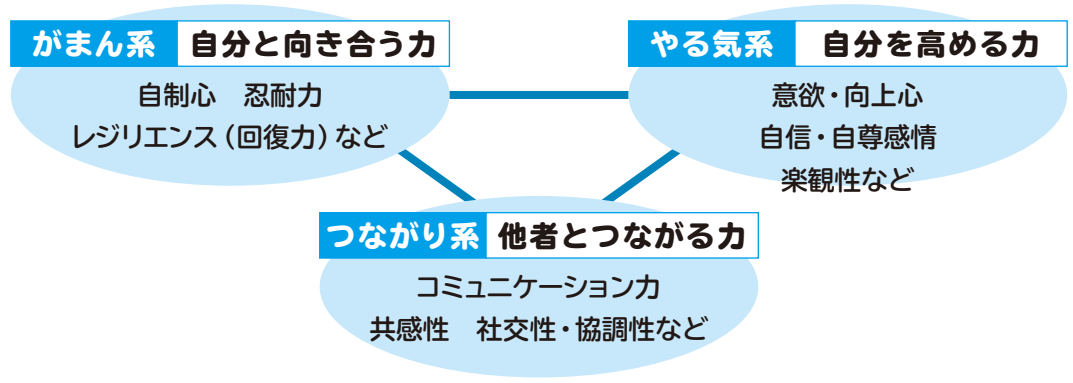 がまん系 自分と向き合う力
自制心 忍耐力
レジリエンス(回復力)など
やる気系 自分を高める力
意欲・向上心
自信・自尊感情
楽観性など
つながり系 他者とつながる力
コミュニケーション力
共感性 社交性・協調性など